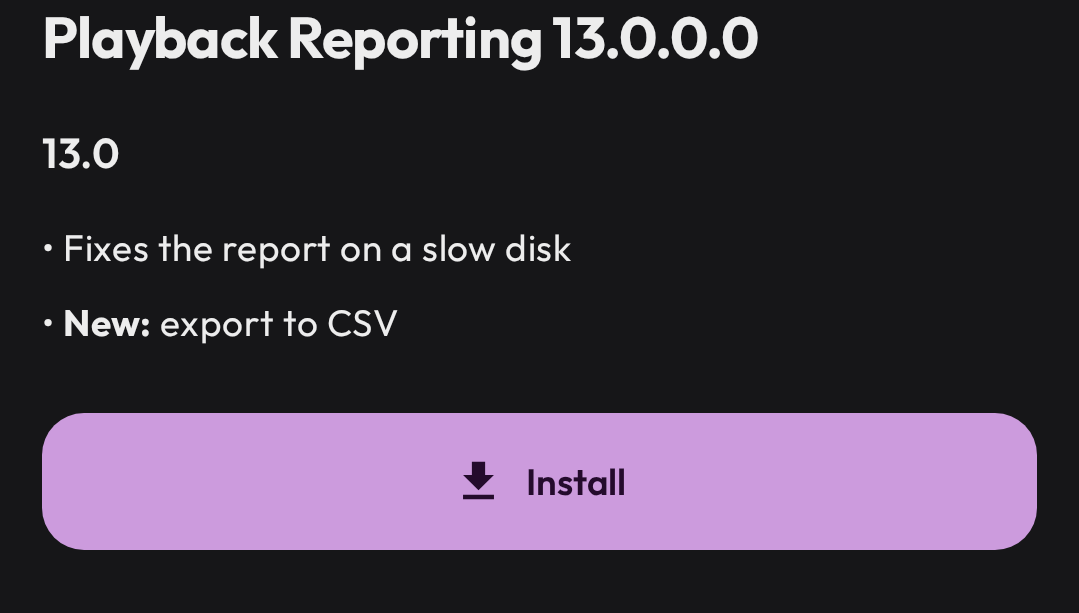 Playback Reporting 13.0.0.0
13.0
• Fixes the report on a slow disk
• New: export to CSV
Install